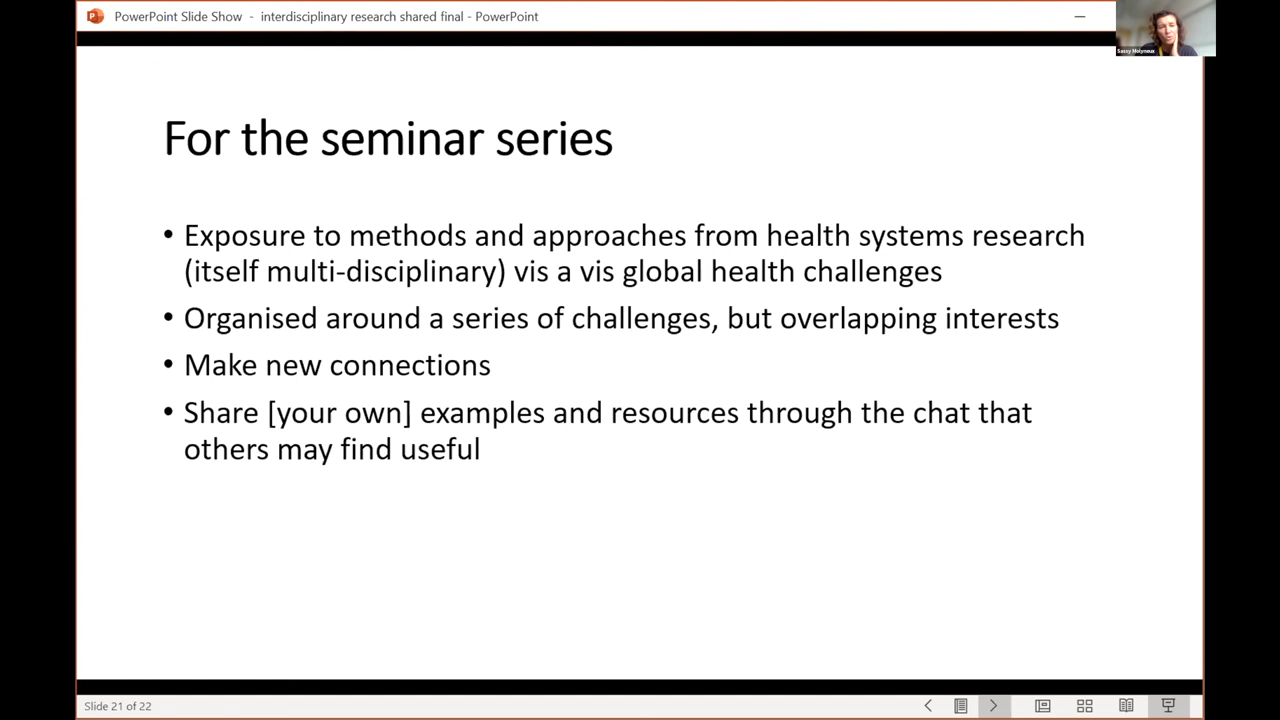 PowerPoint Slide Show - interdisciplinary research shared final - PowerPoint
Sassy Molyneux
For the seminar series
• Exposure to methods and approaches from health systems research
(itself multi-disciplinary) vis a vis global health challenges
• Organised around a series of challenges, but overlapping interests
• Make new connections
• Share [your own] examples and resources through the chat that
others may find useful
Slide 21 of 22